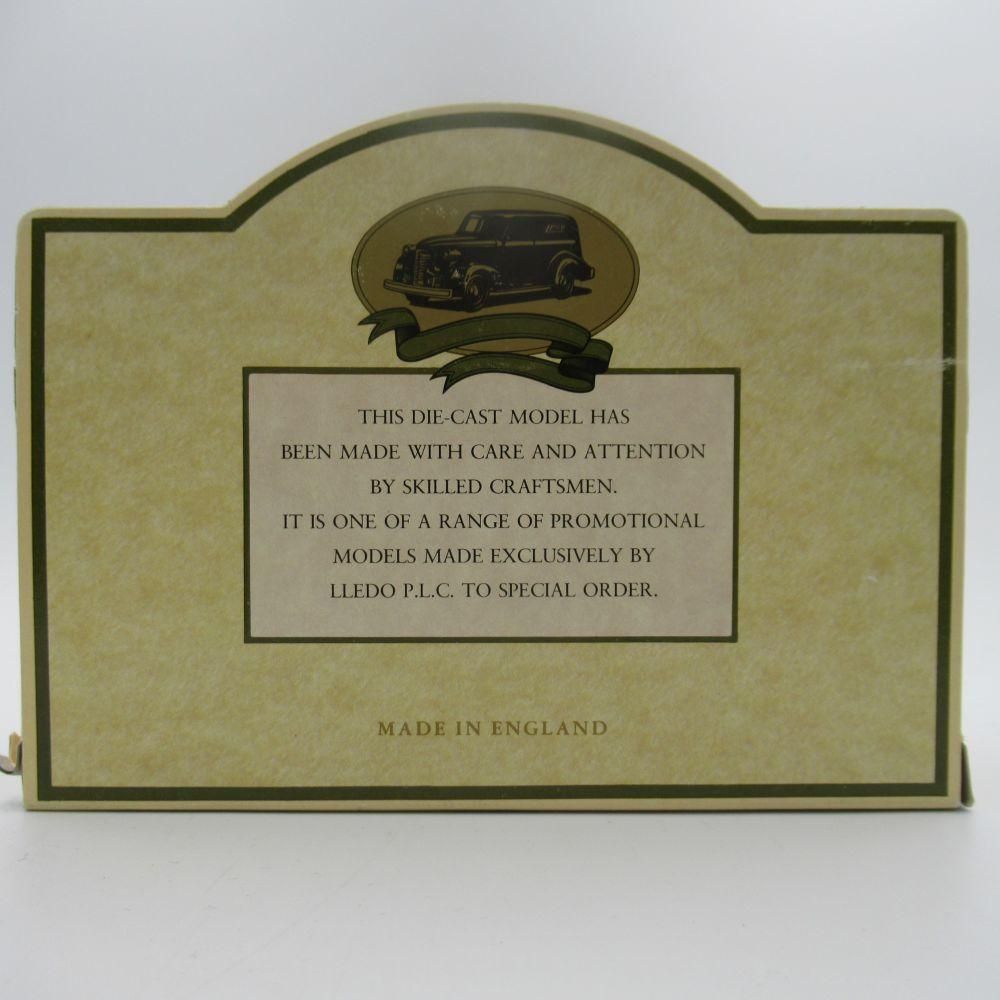 THIS DIE-CAST MODEL HAS
BEEN MADE WITH CARE AND ATTENTION
BY SKILLED CRAFTSMEN.
IT IS ONE OF A RANGE OF PROMOTIONAL
MODELS MADE EXCLUSIVELY BY
LLEDO P.L.C. TO SPECIAL ORDER.
MADE IN ENGLAND